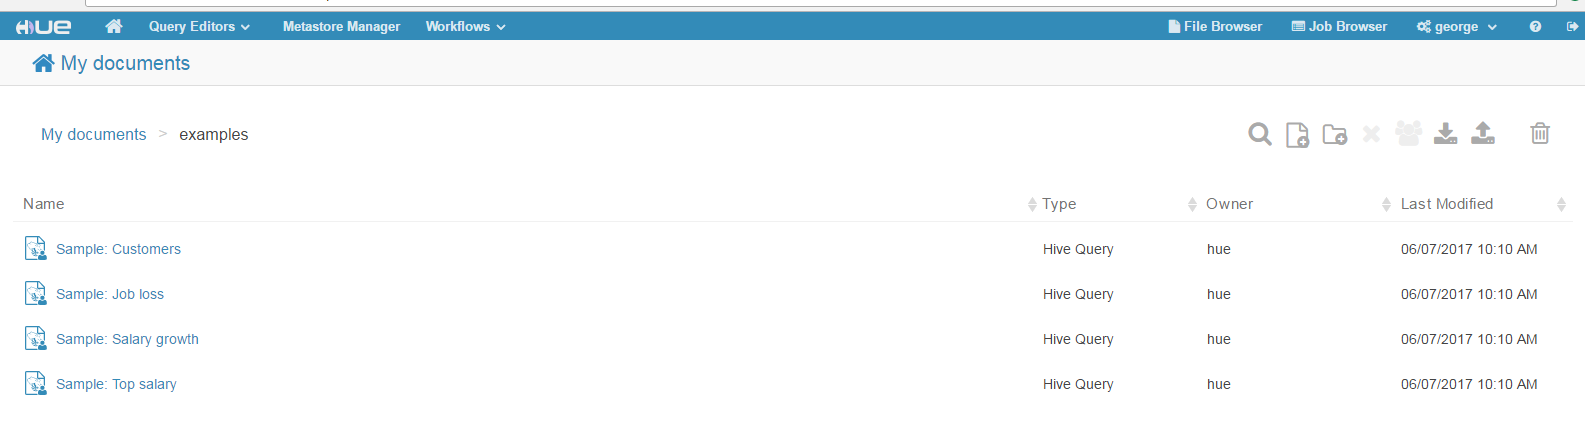 HUE Query Editors Metastore Manager Workflows File Browser Job Browser george ?
My documents
My documents > examples
Name Type Owner Last Modified
Sample: Customers Hive Query hue 06/07/2017 10:10 AM
Sample: Job loss Hive Query hue 06/07/2017 10:10 AM
Sample: Salary growth Hive Query hue 06/07/2017 10:10 AM
Sample: Top salary Hive Query hue 06/07/2017 10:10 AM